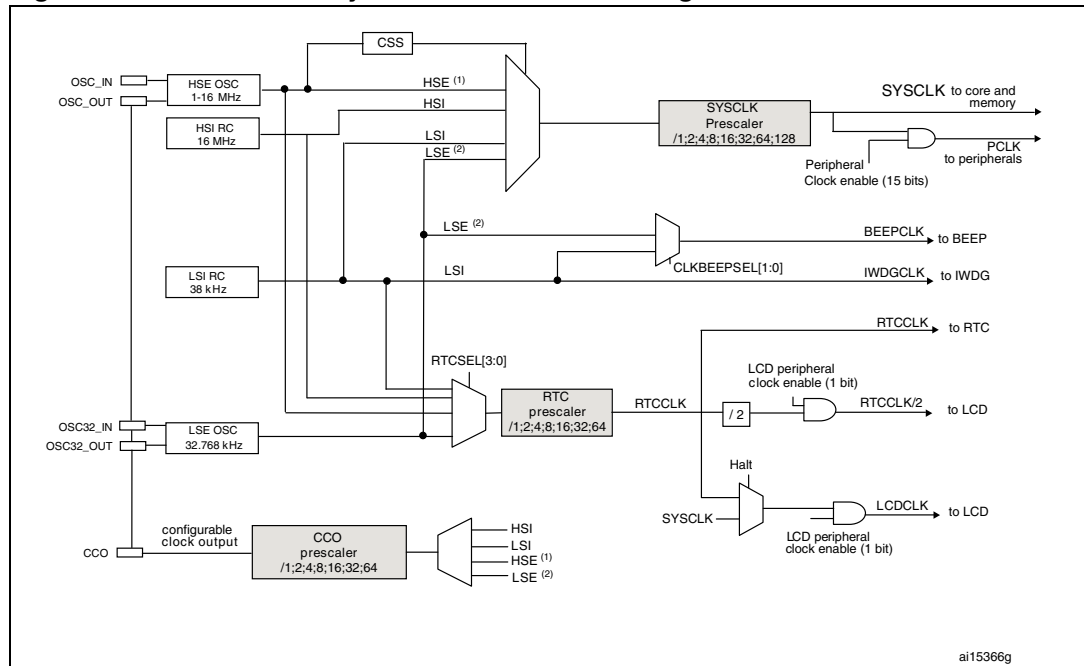 CSS
OSC_IN
OSC_OUT
HSE OSC
1-16 MHz
HSE (1)
HSI RC
16 MHz
HSI
LSI
LSE (2)
SYSCLK
Prescaler
/1;2;4;8;16;32;64;128
SYSCLK to core and
memory
PCLK
to peripherals
Peripheral
Clock enable (15 bits)
LSE (2)
BEEPCLK
to BEEP
CLKBEEPSEL[1:0]
LSI RC
38 kHz
LSI
IWDGCLK
to IWDG
RTCCLK
to RTC
RTCSEL[3:0]
RTC
prescaler
/1;2;4;8;16;32;64
RTCCLK
/ 2
LCD peripheral
clock enable (1 bit)
RTCCLK/2
to LCD
OSC32_IN
OSC32_OUT
LSE OSC
32.768 kHz
Halt
SYSCLK
LCDCLK
to LCD
LCD peripheral
clock enable (1 bit)
CCO
configurable
clock output
CCO
prescaler
/1;2;4;8;16;32;64
HSI
LSI
HSE (1)
LSE (2)
ai15366g